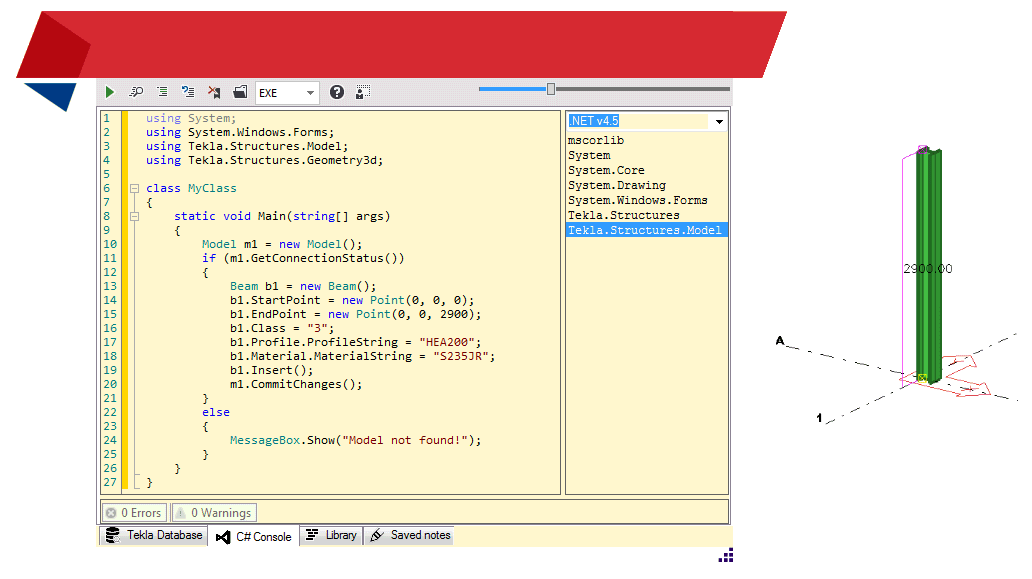 EXE
1 using System;
2 using System.Windows.Forms;
3 using Tekla.Structures.Model;
4 using Tekla.Structures.Geometry3d;
5
6 class MyClass
7 {
8 static void Main(string[] args)
9 {
10 Model m1 = new Model();
11 if (m1.GetConnectionStatus())
12 {
13 Beam b1 = new Beam();
14 b1.StartPoint = new Point(0, 0, 0);
15 b1.EndPoint = new Point(0, 0, 2900);
16 b1.Class = "3";
17 b1.Profile.ProfileString = "HEA200";
18 b1.Material.MaterialString = "S235JR";
19 b1.Insert();
20 m1.CommitChanges();
21 }
22 else
23 {
24 MessageBox.Show("Model not found!");
25 }
26 }
27 }
.NET v4.5
mscorlib
System
System.Core
System.Drawing
System.Windows.Forms
Tekla.Structures
Tekla.Structures.Model
0 Errors
0 Warnings
Tekla Database
C# Console
Library
Saved notes
2900.00
A
1